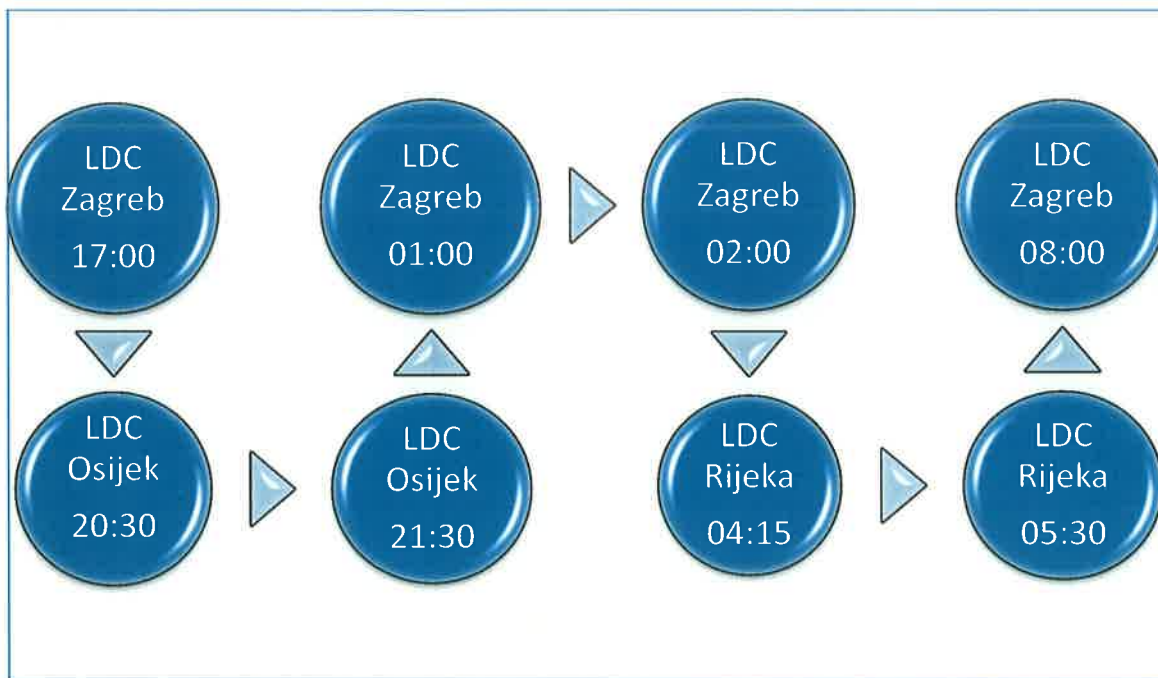 LDC
Zagreb
17:00
LDC
Osijek
20:30
LDC
Osijek
21:30
LDC
Zagreb
01:00
LDC
Zagreb
02:00
LDC
Rijeka
04:15
LDC
Rijeka
05:30
LDC
Zagreb
08:00